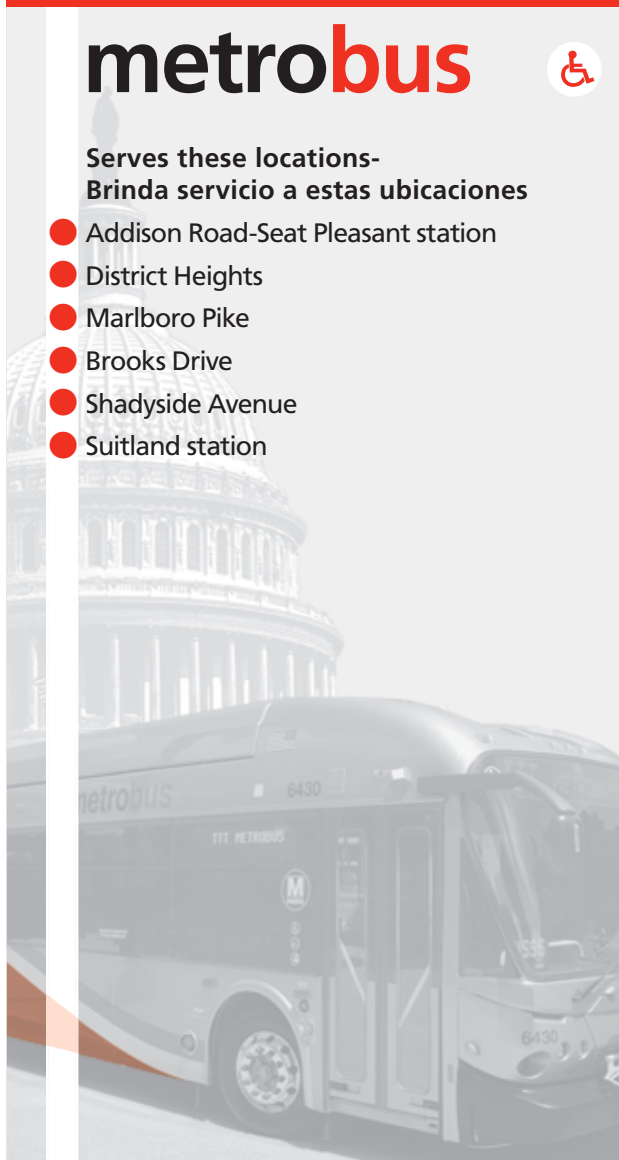 metrobus
Serves these locations-
Brinda servicio a estas ubicaciones
Addison Road-Seat Pleasant station
District Heights
Marlboro Pike
Brooks Drive
Shadyside Avenue
Suitland station
metrobus
6430
TYT METROBUS
M
6430